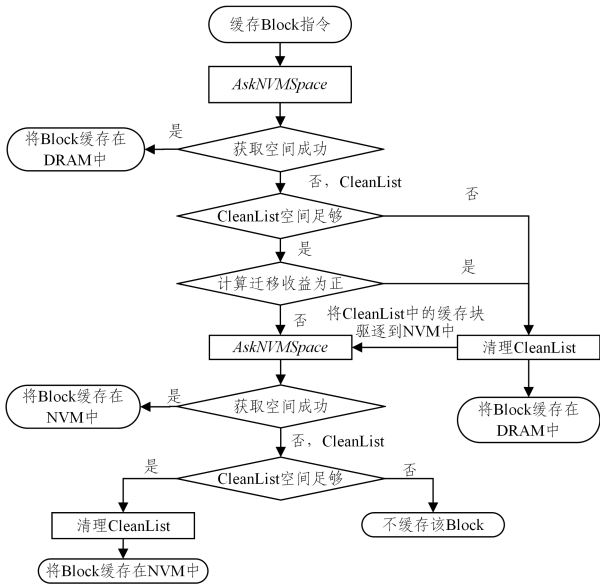 缓存Block指令
AskNVMSpace
是
将Block缓存在
DRAM中
获取空间成功
否，CleanList
CleanList空间足够
否
是
计算迁移收益为正
是
否
将CleanList中的缓存块
驱逐到NVM中
AskNVMSpace
清理CleanList
将Block缓存在
NVM中
是
获取空间成功
将Block缓存在
DRAM中
否，CleanList
是
CleanList空间足够
否
清理CleanList
不缓存该Block
将Block缓存在NVM中